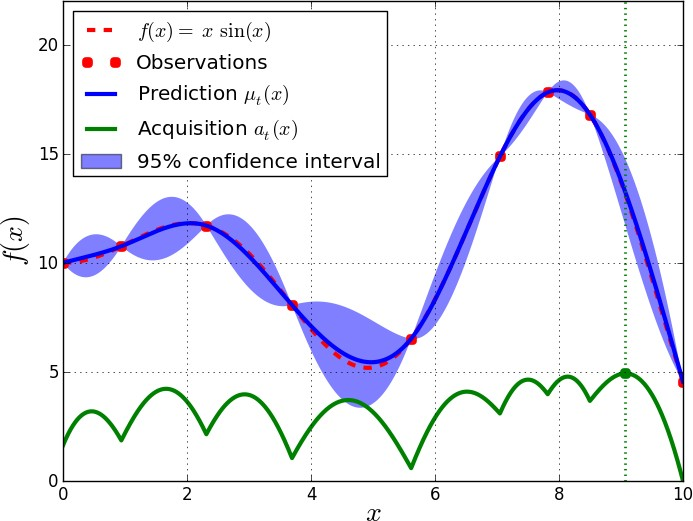 f(x) = x sin(x)
Observations
Prediction μₜ(x)
Acquisition aₜ(x)
95% confidence interval
f(x)
20
15
10
5
0
0 2 4 6 8 10
x